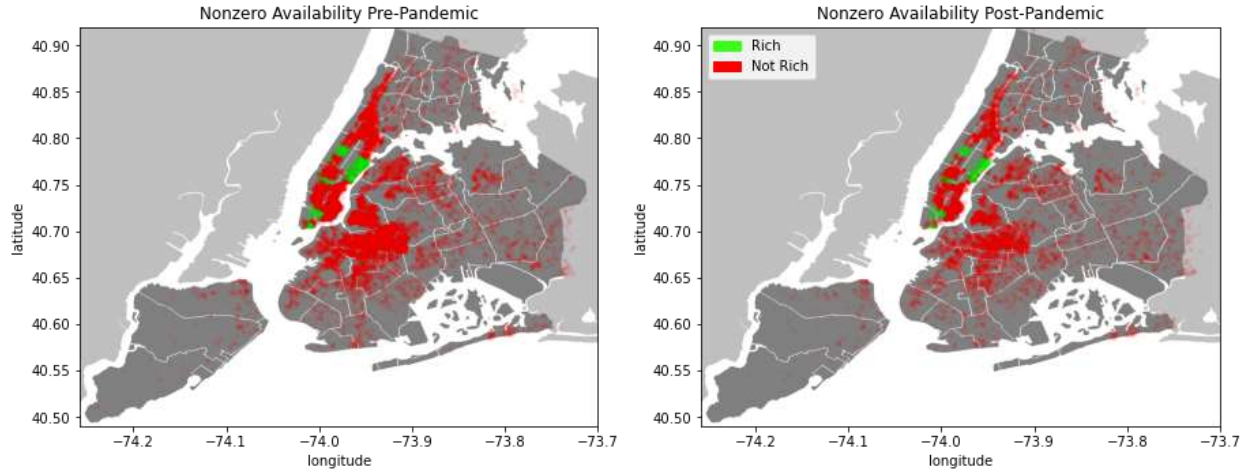 Nonzero Availability Pre-Pandemic
40.90
40.85
40.80
40.75
40.70
40.65
40.60
40.55
40.50
latitude
−74.2 −74.1 −74.0 −73.9 −73.8 −73.7
longitude
Nonzero Availability Post-Pandemic
Rich
Not Rich
40.90
40.85
40.80
40.75
40.70
40.65
40.60
40.55
40.50
latitude
−74.2 −74.1 −74.0 −73.9 −73.8 −73.7
longitude